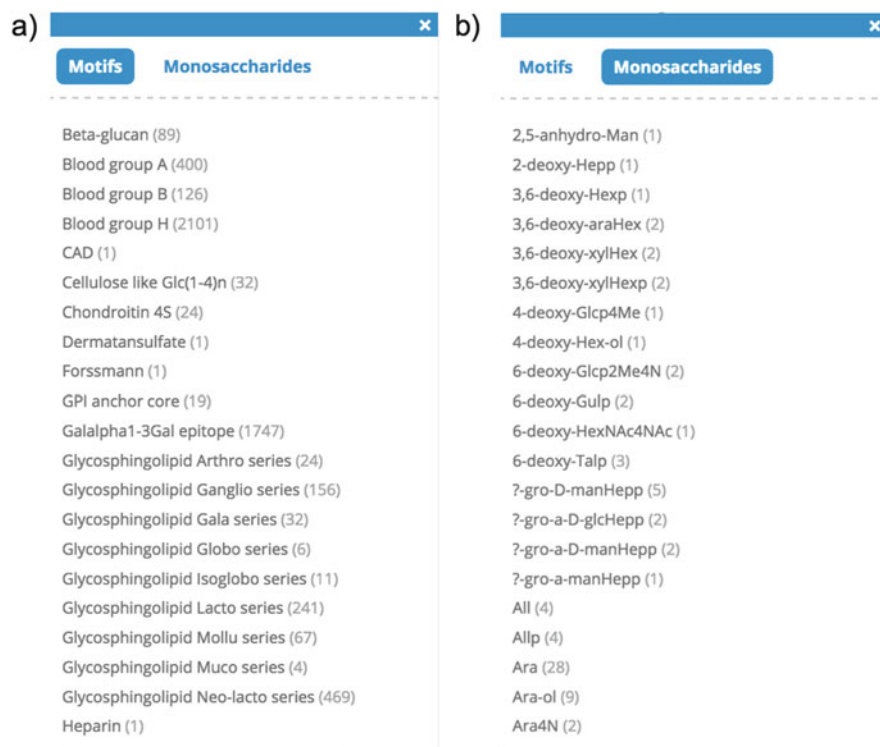 a)
×
Motifs Monosaccharides
Beta-glucan (89)
Blood group A (400)
Blood group B (126)
Blood group H (2101)
CAD (1)
Cellulose like Glc(1-4)n (32)
Chondroitin 4S (24)
Dermatansulfate (1)
Forssmann (1)
GPI anchor core (19)
Galalpha1-3Gal epitope (1747)
Glycosphingolipid Arthro series (24)
Glycosphingolipid Ganglio series (156)
Glycosphingolipid Gala series (32)
Glycosphingolipid Globo series (6)
Glycosphingolipid Isoglobo series (11)
Glycosphingolipid Lacto series (241)
Glycosphingolipid Mollu series (67)
Glycosphingolipid Muco series (4)
Glycosphingolipid Neo-lacto series (469)
Heparin (1)
b)
×
Motifs Monosaccharides
2,5-anhydro-Man (1)
2-deoxy-Hepp (1)
3,6-deoxy-Hexp (1)
3,6-deoxy-araHex (2)
3,6-deoxy-xylHex (2)
3,6-deoxy-xylHexp (2)
4-deoxy-Glcp4Me (1)
4-deoxy-Hex-ol (1)
6-deoxy-Glcp2Me4N (2)
6-deoxy-Gulp (2)
6-deoxy-HexNAc4NAc (1)
6-deoxy-Talp (3)
?-gro-D-manHepp (5)
?-gro-a-D-glcHepp (2)
?-gro-a-D-manHepp (2)
?-gro-a-manHepp (1)
All (4)
Allp (4)
Ara (28)
Ara-ol (9)
Ara4N (2)